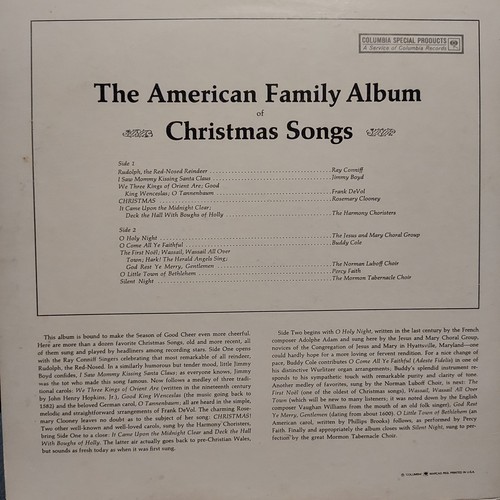 COLUMBIA SPECIAL PRODUCTS
A Service of Columbia Records
The American Family Album
of
Christmas Songs
Side 1
Rudolph, the Red-Nosed Reindeer ... Ray Conniff
I Saw Mommy Kissing Santa Claus ... Jimmy Boyd
We Three Kings of Orient Are; Good
King Wenceslas; O Tannenbaum ... Frank DeVol
CHRISTMAS ... Rosemary Clooney
It Came Upon the Midnight Clear;
Deck the Hall With Boughs of Holly ... The Harmony Choristers
Side 2
O Holy Night ... The Jesus and Mary Choral Group
O Come All Ye Faithful ... Buddy Cole
The First Noël; Wassail, Wassail All Over
Town; Hark! The Herald Angels Sing;
God Rest Ye Merry, Gentlemen ... The Norman Luboff Choir
O Little Town of Bethlehem ... Percy Faith
Silent Night ... The Mormon Tabernacle Choir
This album is bound to make the Season of Good Cheer even more cheerful.
Here are more than a dozen favorite Christmas Songs, old and more recent, all
of them sung and played by headliners among recording stars. Side One opens
with the Ray Conniff Singers celebrating that most remarkable of all reindeer,
Rudolph, the Red-Nosed. In a similarly humorous but tender mood, little Jimmy
Boyd confides, I Saw Mommy Kissing Santa Claus; as everyone knows, Jimmy
was the tot who made this song famous. Now follows a medley of three tradi-
tional carols: We Three Kings of Orient Are (written in the nineteenth century
by John Henry Hopkins, Jr.), Good King Wenceslas (the music going back to
1582) and the beloved German carol, O Tannenbaum; all are heard in the simple,
melodic and straightforward arrangements of Frank DeVol. The charming Rose-
mary Clooney leaves no doubt as to the subject of her song: CHRISTMAS!
Two other well-known and well-loved carols, sung by the Harmony Choristers,
bring Side One to a close: It Came Upon the Midnight Clear and Deck the Hall
With Boughs of Holly. The latter air actually goes back to pre-Christian Wales,
but sounds as fresh today as when it was first sung.
Side Two begins with O Holy Night, written in the last century by the French
composer Adolphe Adam and sung here by the Jesus and Mary Choral Group,
novices of the Congregation of Jesus and Mary in Hyattsville, Maryland—one
could hardly hope for a more loving or fervent rendition. For a nice change of
pace, Buddy Cole contributes O Come All Ye Faithful (Adeste Fidelis) in one of
his distinctive Wurlitzer organ arrangements; Buddy's splendid instrument re-
sponds to his sympathetic touch with remarkable purity and clarity of tone.
Another medley of favorites, sung by the Norman Luboff Choir, is next: The
First Noël (one of the oldest of Christmas songs), Wassail, Wassail All Over
Town (which will be new to many listeners; it was noted down by the English
composer Vaughan Williams from the mouth of an old folk singer), God Rest
Ye Merry, Gentlemen (dating from about 1600). O Little Town of Bethlehem (an
American carol, written by Phillips Brooks) follows, as performed by Percy
Faith. Finally and appropriately the album closes with Silent Night, sung to per-
fection by the great Mormon Tabernacle Choir.
© COLUMBIA MARCAS REG. PRINTED IN U.S.A.